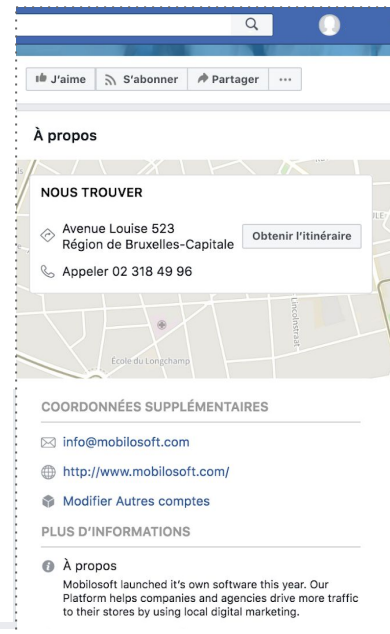 J'aime
S'abonner
Partager
...
À propos
NOUS TROUVER
Avenue Louise 523
Région de Bruxelles-Capitale
Obtenir l'itinéraire
Appeler 02 318 49 96
Lincolnstraat
École du Longchamp
COORDONNÉES SUPPLÉMENTAIRES
info@mobilosoft.com
http://www.mobilosoft.com/
Modifier Autres comptes
PLUS D'INFORMATIONS
À propos
Mobilosoft launched it's own software this year. Our
Platform helps companies and agencies drive more traffic
to their stores by using local digital marketing.